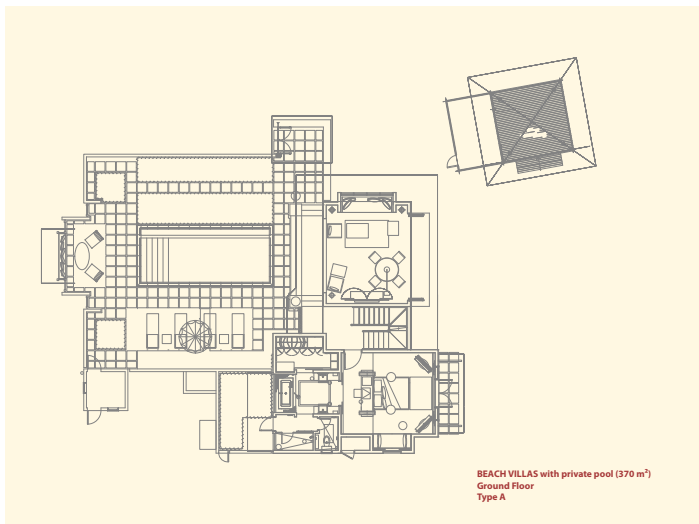 BEACH VILLAS with private pool (370 m²)
Ground Floor
Type A